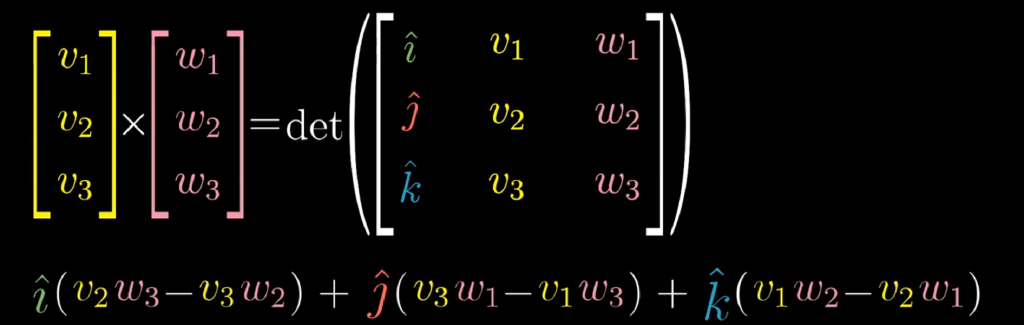 [v₁ v₂ v₃] × [w₁ w₂ w₃] = det([î v₁ w₁ ĵ v₂ w₂ k̂ v₃ w₃])
î(v₂w₃−v₃w₂) + ĵ(v₃w₁−v₁w₃) + k̂(v₁w₂−v₂w₁)